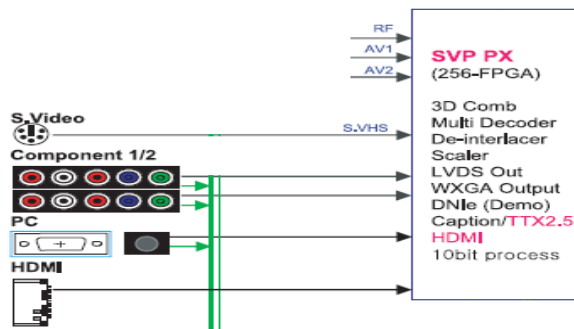 RF
AV1
AV2
S.Video
S.VHS
Component 1/2
PC
HDMI
SVP PX
(256-FPGA)
3D Comb
Multi Decoder
De-interlacer
Scaler
LVDS Out
WXGA Output
DNIe (Demo)
Caption/TTX2.5
HDMI
10bit process